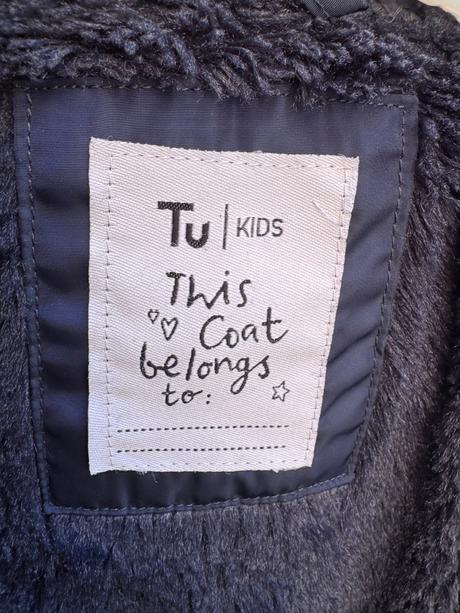 Tu | KIDS
This
Coat
belongs
to: